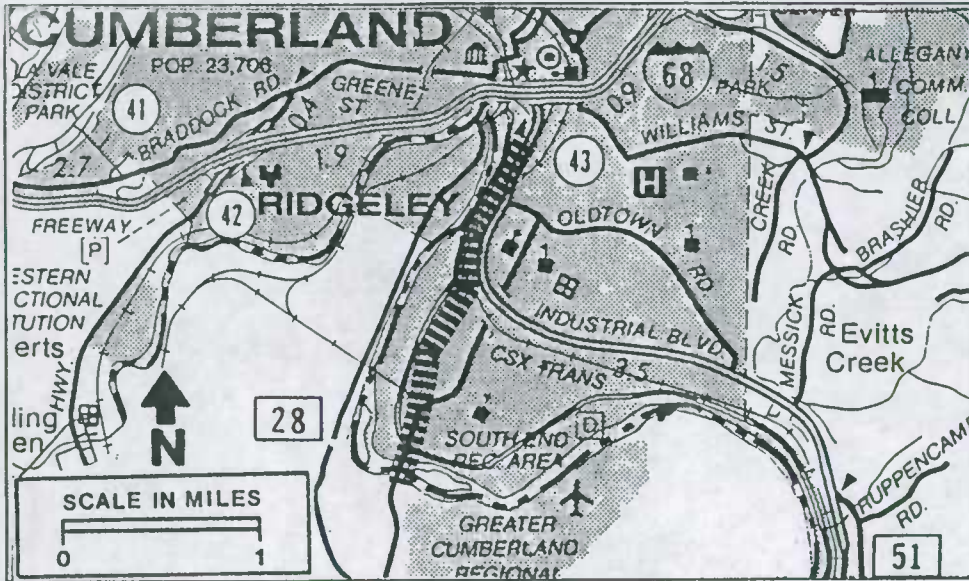 CUMBERLAND
POP. 23,706
LA VALE
DISTRICT
PARK
41
BRADDOCK RD.
0.4
GREENE
ST
2.7
1.9
FREEWAY
[P]
42
RIDGELEY
68
0.9
PARK
1.5
WILLIAMS ST
ALLEGANY
COMM.
COLL
43
H
OLDTOWN
RD.
CREEK
RD.
BRASHIER
RD.
MESSICK
RD.
Evitts
Creek
ESTERN
CTIONAL
TUTION
erts
HWY
ling
en
INDUSTRIAL BLVD.
CSX TRANS
3.5
N
28
SOUTH END
REC. AREA
D
GREATER
CUMBERLAND
REGIONAL
RUPPENCAMP
RD.
51
SCALE IN MILES
0 1